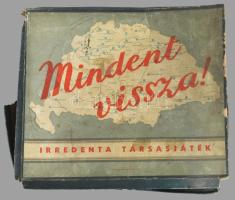 Mindent
vissza!
IRREDENTA TÁRSASJÁTÉK